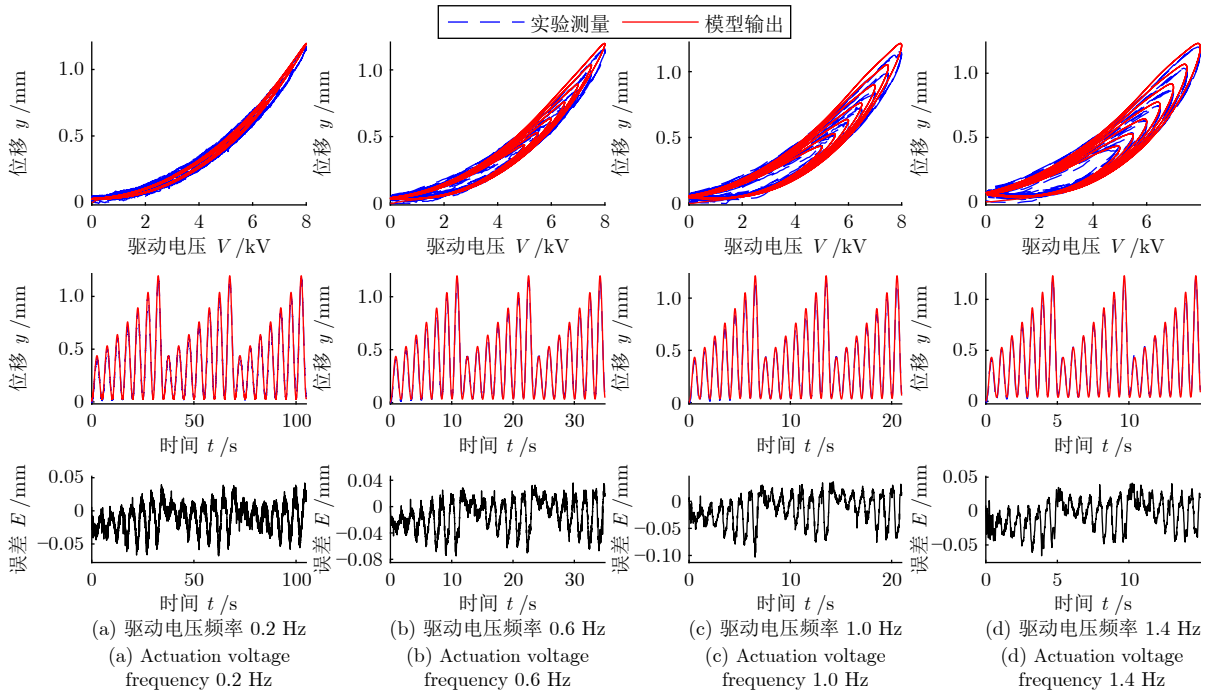 实验测量 模型输出
位移 y /mm 位移 y /mm 位移 y /mm 位移 y /mm
1.0 1.0 1.0 1.0
0.5 0.5 0.5 0.5
0 0 0 0
0 2 4 6 8 0 2 4 6 8 0 2 4 6 8 0 2 4 6
驱动电压 V /kV 驱动电压 V /kV 驱动电压 V /kV 驱动电压 V /kV
位移 y /mm 位移 y /mm 位移 y /mm 位移 y /mm
1.0 1.0 1.0 1.0
0.5 0.5 0.5 0.5
0 0 0 0
0 50 100 0 10 20 30 0 10 20 0 5 10
时间 t /s 时间 t /s 时间 t /s 时间 t /s
误差 E /mm 误差 E /mm 误差 E /mm 误差 E /mm
0.05 0.04 0 0.05
0 0 −0.05 0
−0.05 −0.04 −0.10 −0.05
−0.08
0 50 100 0 10 20 30 0 10 20 0 5 10
时间 t /s 时间 t /s 时间 t /s 时间 t /s
(a) 驱动电压频率 0.2 Hz (b) 驱动电压频率 0.6 Hz (c) 驱动电压频率 1.0 Hz (d) 驱动电压频率 1.4 Hz
(a) Actuation voltage (b) Actuation voltage (c) Actuation voltage (d) Actuation voltage
frequency 0.2 Hz frequency 0.6 Hz frequency 1.0 Hz frequency 1.4 Hz